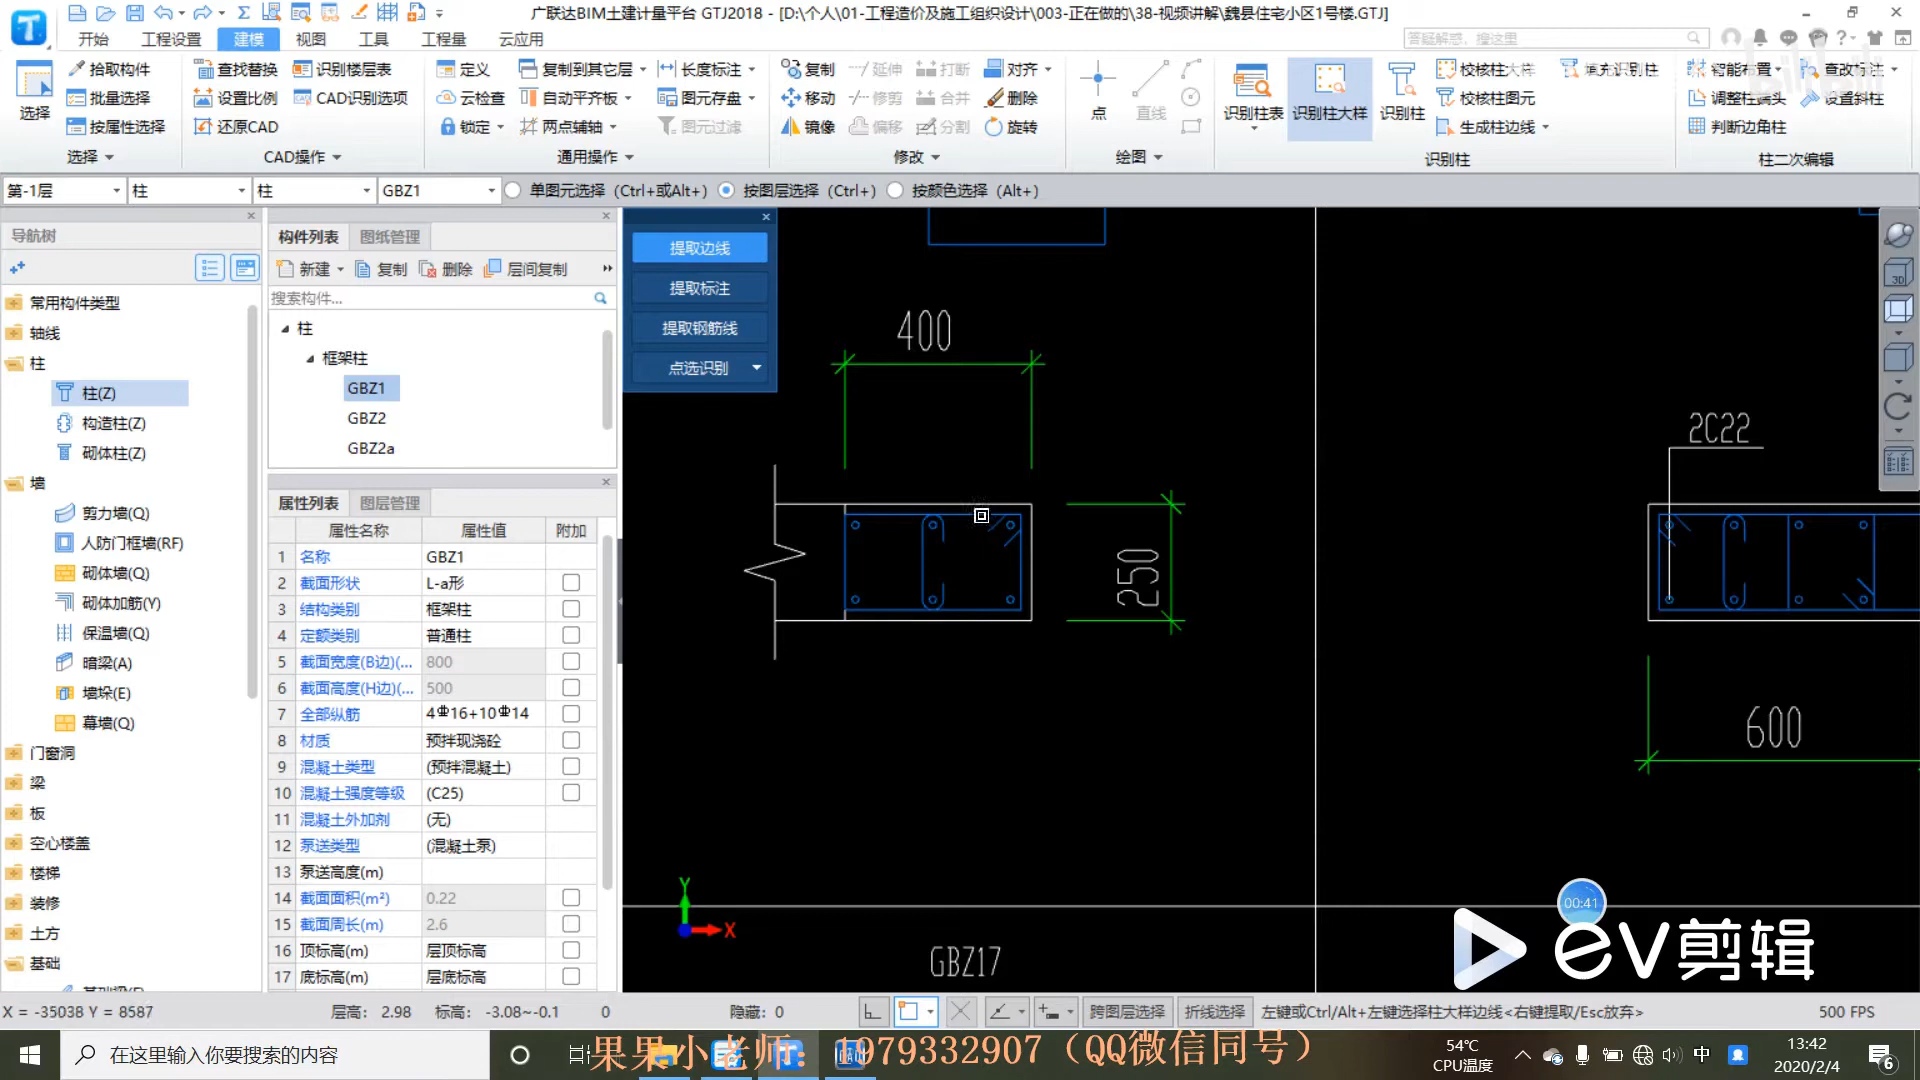 广联达BIM土建计量平台 GTJ2018 - [D:\个人\01-工程造价及施工组织设计\003-正在做的\38-视频讲解\魏县住宅小区1号楼.GTJ]
开始 工程设置 建模 视图 工具 工程量 云应用
答疑解惑，搜这里
选择
拾取构件
批量选择
按属性选择
选择
查找替换 识别楼层表
设置比例 CAD识别选项
还原CAD
CAD操作
定义 复制到其它层 长度标注
云检查 自动平齐板 图元存盘
锁定 两点辅轴 图元过滤
通用操作
复制 延伸 打断 对齐
移动 修剪 合并 删除
镜像 偏移 分割 旋转
修改
点 直线
绘图
识别柱表 识别柱大样 识别柱
校核柱大样 填充识别柱
校核柱图元
生成柱边线
识别柱
智能布置 查改标注
调整柱端头 设置斜柱
判断边角柱
柱二次编辑
第-1层 柱 柱 GBZ1 单图元选择（Ctrl+或Alt+） 按图层选择（Ctrl+） 按颜色选择（Alt+）
导航树
常用构件类型
轴线
柱
柱(Z)
构造柱(Z)
砌体柱(Z)
墙
剪力墙(Q)
人防门框墙(RF)
砌体墙(Q)
砌体加筋(Y)
保温墙(Q)
暗梁(A)
墙垛(E)
幕墙(Q)
门窗洞
梁
板
空心楼盖
楼梯
装修
土方
基础
构件列表 图纸管理
新建 复制 删除 层间复制
搜索构件...
柱
框架柱
GBZ1
GBZ2
GBZ2a
属性列表 图层管理
属性名称 属性值 附加
1 名称 GBZ1
2 截面形状 L-a形
3 结构类别 框架柱
4 定额类别 普通柱
5 截面宽度(B边)(... 800
6 截面高度(H边)(... 500
7 全部纵筋 4⌽16+10⌽14
8 材质 预拌现浇砼
9 混凝土类型 (预拌混凝土)
10 混凝土强度等级 (C25)
11 混凝土外加剂 (无)
12 泵送类型 (混凝土泵)
13 泵送高度(m)
14 截面面积(m²) 0.22
15 截面周长(m) 2.6
16 顶标高(m) 层顶标高
17 底标高(m) 层底标高
提取边线
提取标注
提取钢筋线
点选识别
400
250
2C22
600
GBZ17
Y
X
3D
bilibili
00:41
ev剪辑
X = -35038 Y = 8587 层高： 2.98 标高： -3.08~-0.1 0 隐藏： 0 跨图层选择 折线选择 左键或Ctrl/Alt+左键选择柱大样边线<右键提取/Esc放弃> 500 FPS
在这里输入你要搜索的内容
果果小老师：1979332907（QQ微信同号）
54℃
CPU温度
中
13:42
2020/2/4
6